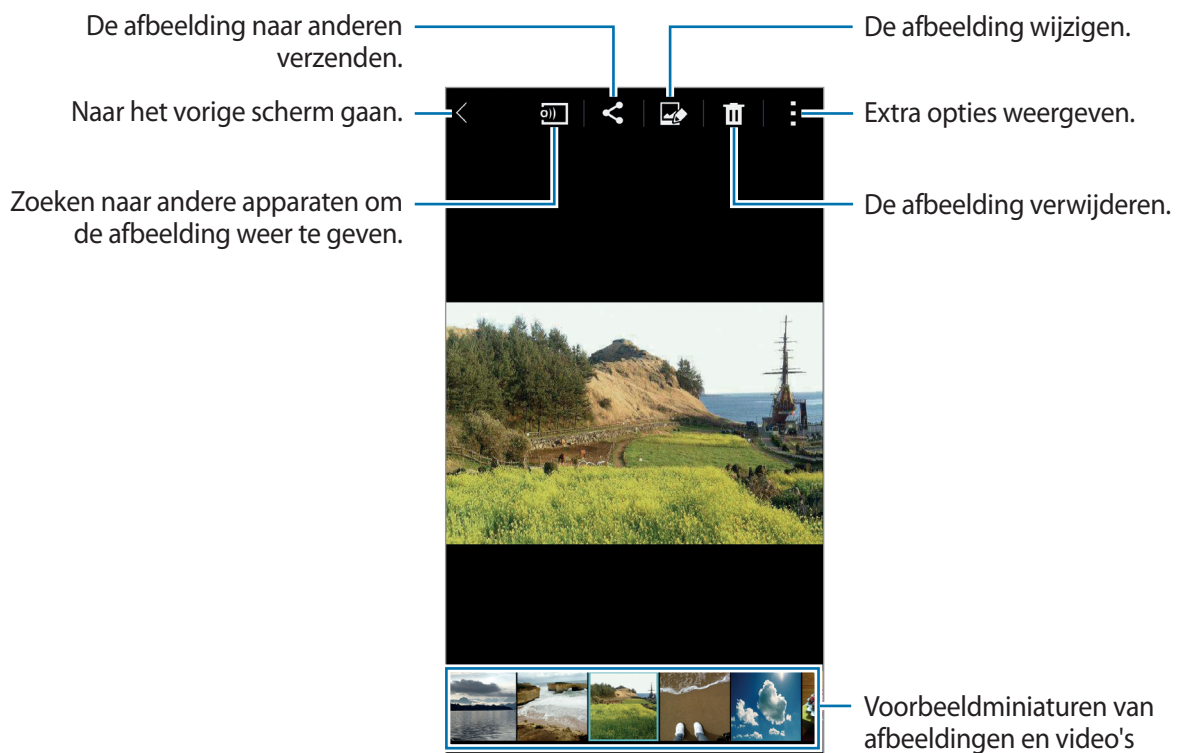 De afbeelding naar anderen
verzenden.
De afbeelding wijzigen.
Naar het vorige scherm gaan.
Extra opties weergeven.
Zoeken naar andere apparaten om
de afbeelding weer te geven.
De afbeelding verwijderen.
Voorbeeldminiaturen van
afbeeldingen en video's